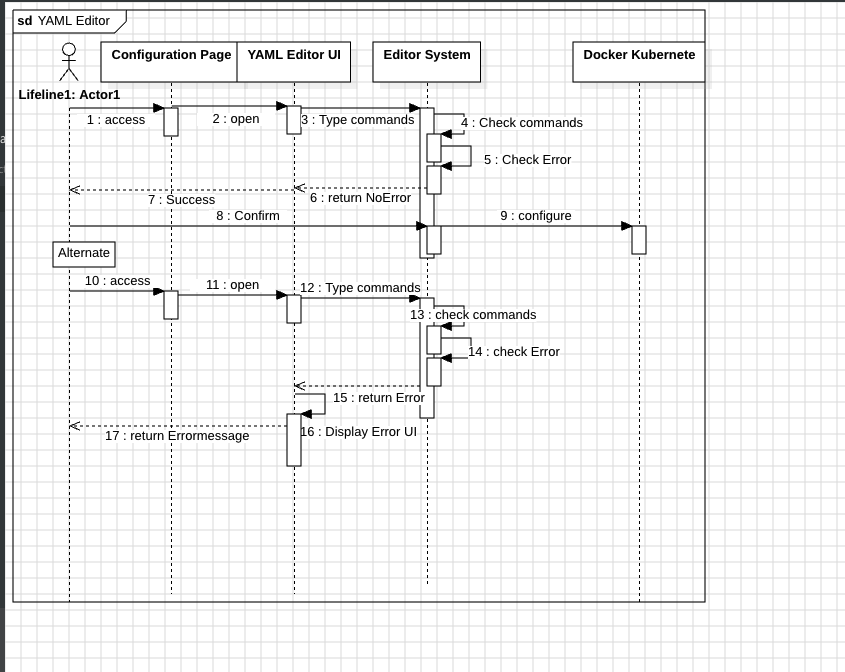 sd YAML Editor
Configuration Page
YAML Editor UI
Editor System
Docker Kubernete
Lifeline1: Actor1
1 : access
2 : open
3 : Type commands
4 : Check commands
5 : Check Error
6 : return NoError
7 : Success
8 : Confirm
9 : configure
Alternate
10 : access
11 : open
12 : Type commands
13 : check commands
14 : check Error
15 : return Error
16 : Display Error UI
17 : return Errormessage